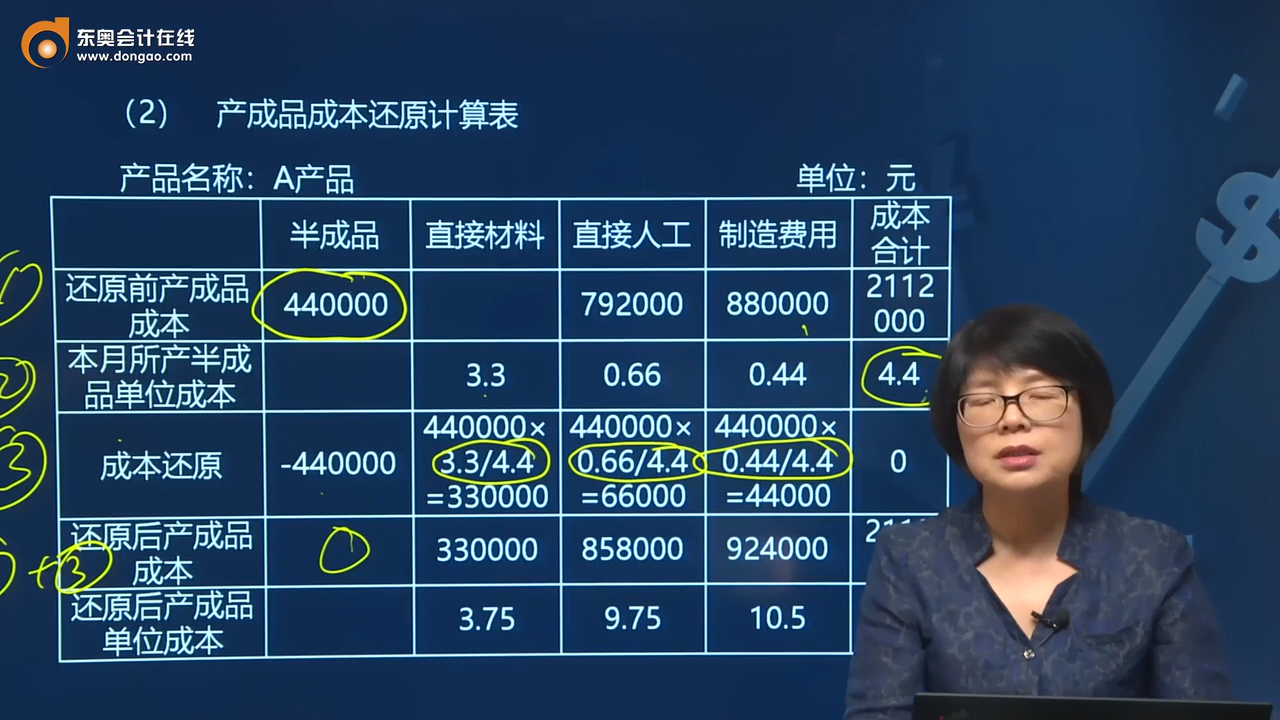 东奥会计在线
www.dongao.com
（2） 产成品成本还原计算表
产品名称：A产品 单位：元
半成品 直接材料 直接人工 制造费用 成本合计
还原前产成品成本 440000 792000 880000 2112000
本月所产半成品单位成本 3.3 0.66 0.44 4.4
成本还原 -440000 440000×3.3/4.4=330000 440000×0.66/4.4=66000 440000×0.44/4.4=44000 0
还原后产成品成本 0 330000 858000 924000
还原后产成品单位成本 3.75 9.75 10.5
① ② ③
+③